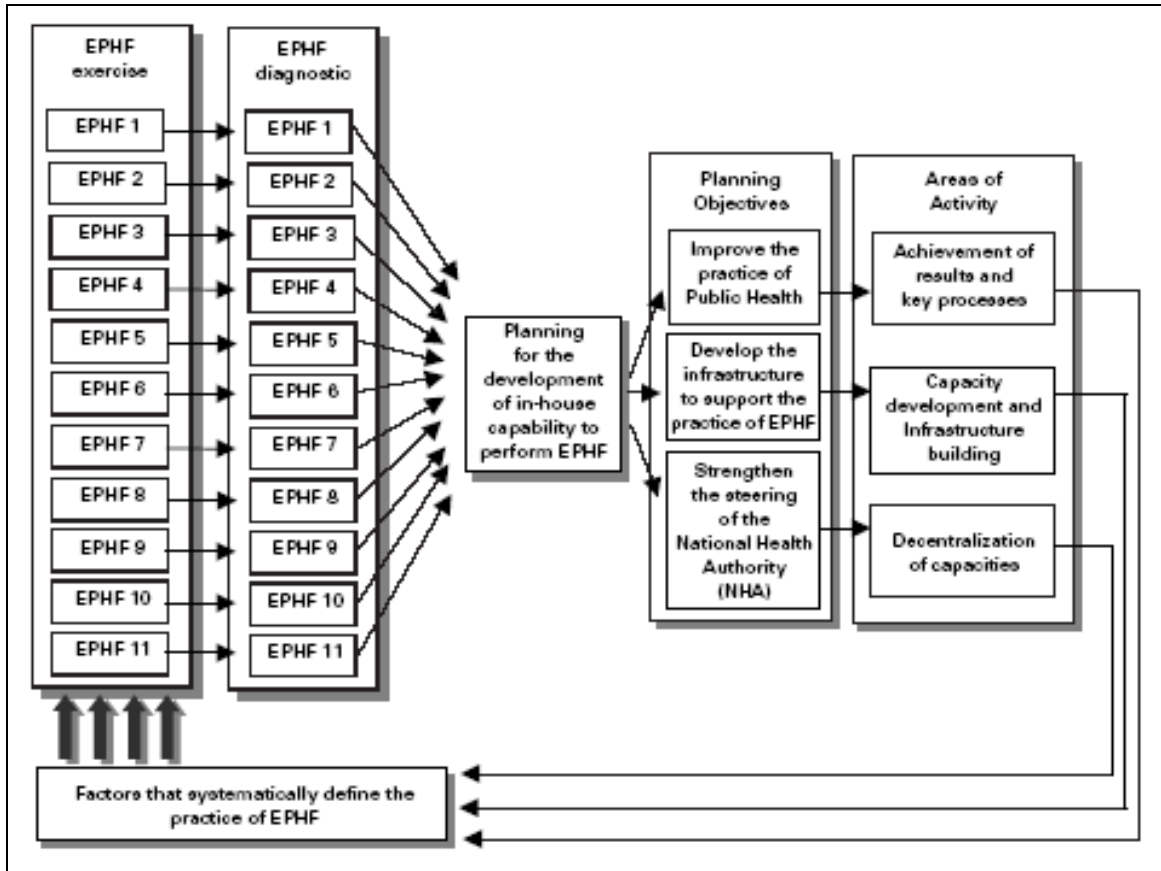 EPHF
exercise
EPHF 1
EPHF 2
EPHF 3
EPHF 4
EPHF 5
EPHF 6
EPHF 7
EPHF 8
EPHF 9
EPHF 10
EPHF 11
EPHF
diagnostic
EPHF 1
EPHF 2
EPHF 3
EPHF 4
EPHF 5
EPHF 6
EPHF 7
EPHF 8
EPHF 9
EPHF 10
EPHF 11
Planning
for the
development
of in-house
capability to
perform EPHF
Planning
Objectives
Improve the
practice of
Public Health
Develop the
infrastructure
to support the
practice of EPHF
Strengthen
the steering
of the
National Health
Authority
(NHA)
Areas of
Activity
Achievement of
results and
key processes
Capacity
development and
Infrastructure
building
Decentralization
of capacities
Factors that systematically define the
practice of EPHF